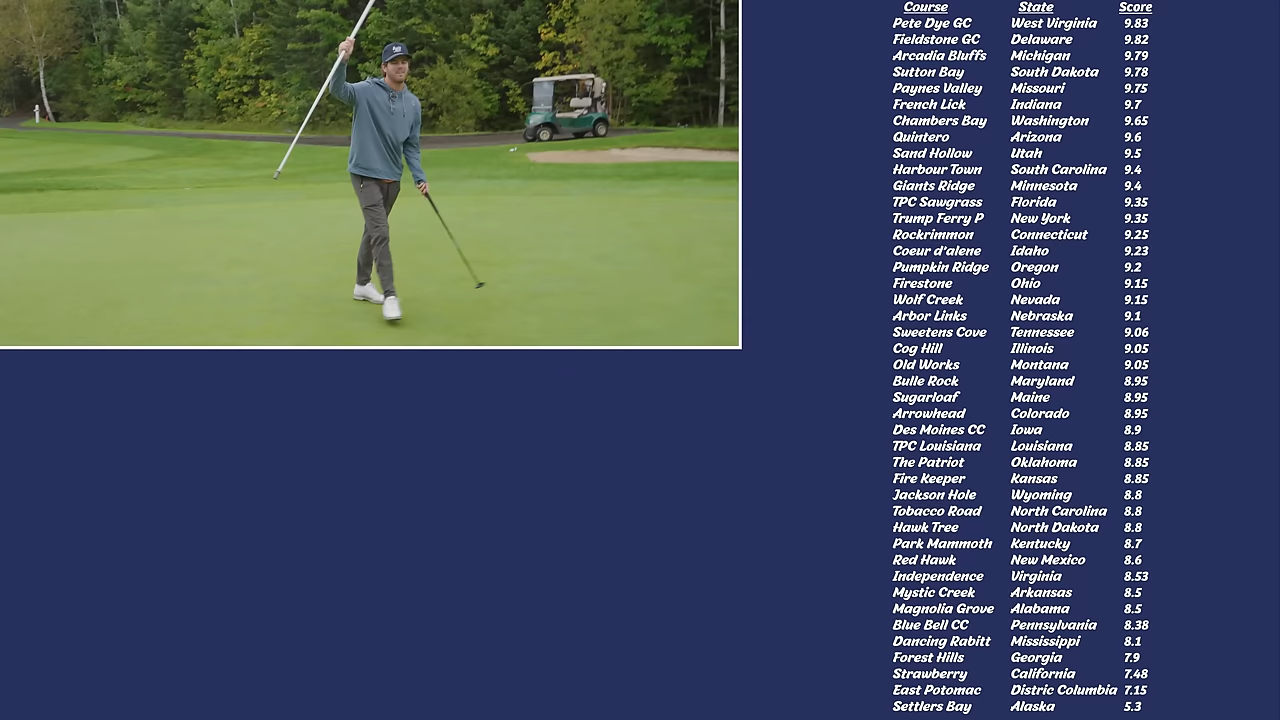 Course State Score
Pete Dye GC West Virginia 9.83
Fieldstone GC Delaware 9.82
Arcadia Bluffs Michigan 9.79
Sutton Bay South Dakota 9.78
Paynes Valley Missouri 9.75
French Lick Indiana 9.7
Chambers Bay Washington 9.65
Quintero Arizona 9.6
Sand Hollow Utah 9.5
Harbour Town South Carolina 9.4
Giants Ridge Minnesota 9.4
TPC Sawgrass Florida 9.35
Trump Ferry P New York 9.35
Rockrimmon Connecticut 9.25
Coeur d'alene Idaho 9.23
Pumpkin Ridge Oregon 9.2
Firestone Ohio 9.15
Wolf Creek Nevada 9.15
Arbor Links Nebraska 9.1
Sweetens Cove Tennessee 9.06
Cog Hill Illinois 9.05
Old Works Montana 9.05
Bulle Rock Maryland 8.95
Sugarloaf Maine 8.95
Arrowhead Colorado 8.95
Des Moines CC Iowa 8.9
TPC Louisiana Louisiana 8.85
The Patriot Oklahoma 8.85
Fire Keeper Kansas 8.85
Jackson Hole Wyoming 8.8
Tobacco Road North Carolina 8.8
Hawk Tree North Dakota 8.8
Park Mammoth Kentucky 8.7
Red Hawk New Mexico 8.6
Independence Virginia 8.53
Mystic Creek Arkansas 8.5
Magnolia Grove Alabama 8.5
Blue Bell CC Pennsylvania 8.38
Dancing Rabitt Mississippi 8.1
Forest Hills Georgia 7.9
Strawberry California 7.48
East Potomac Distric Columbia 7.15
Settlers Bay Alaska 5.3